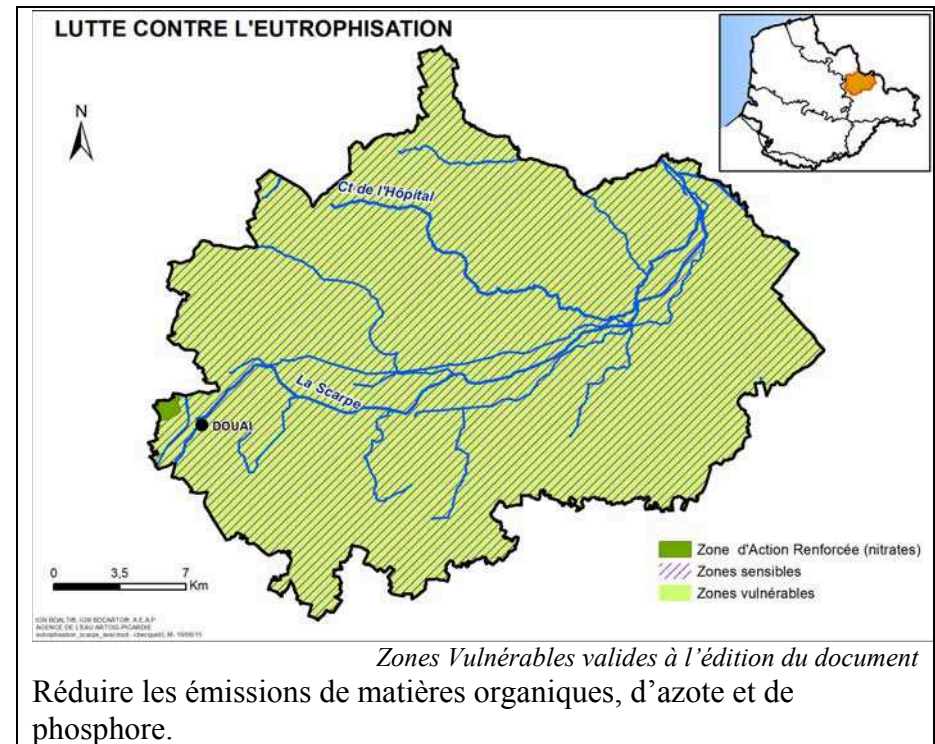 LUTTE CONTRE L'EUTROPHISATION
N
Ct de l'Hôpital
La Scarpe
DOUAI
Zone d'Action Renforcée (nitrates)
Zones sensibles
Zones vulnérables
0 3,5 7
Km
AGENCE DE L'EAU ARTOIS-PICARDIE
Zones Vulnérables valides à l'édition du document
Réduire les émissions de matières organiques, d'azote et de
phosphore.